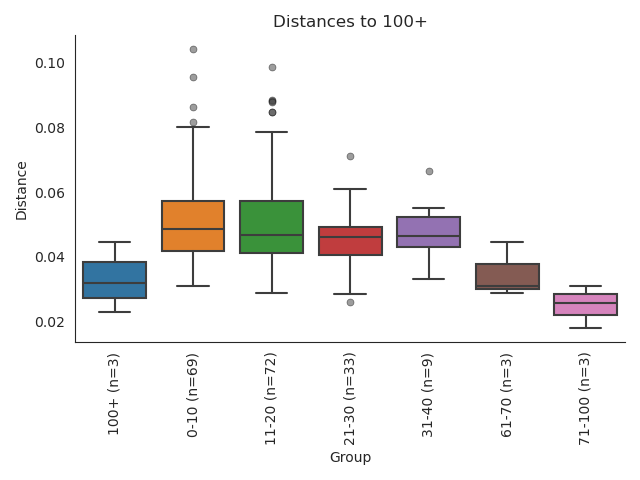 Distances to 100+
Distance
0.10
0.08
0.06
0.04
0.02
100+ (n=3)
0-10 (n=69)
11-20 (n=72)
21-30 (n=33)
31-40 (n=9)
61-70 (n=3)
71-100 (n=3)
Group